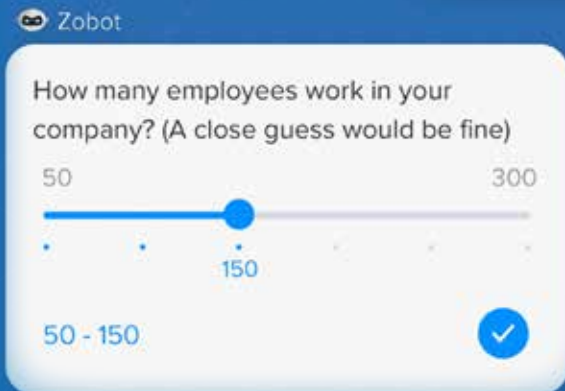 Zobot
How many employees work in your
company? (A close guess would be fine)
50 300
150
50 - 150